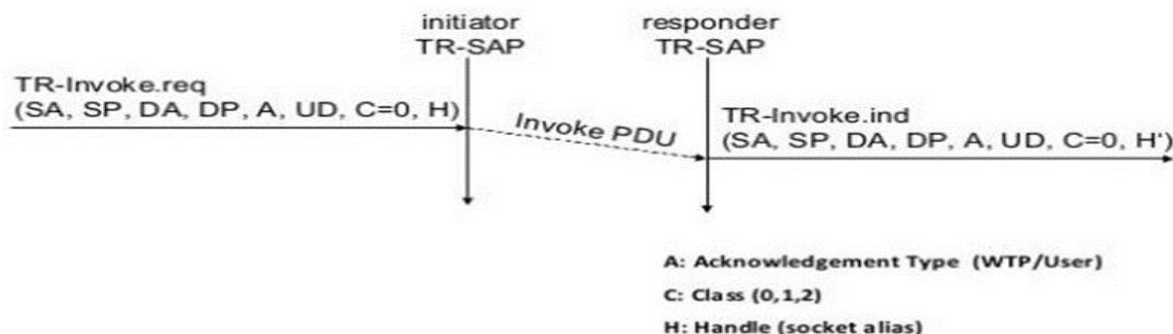 initiator
TR-SAP
responder
TR-SAP
TR-Invoke.req
(SA, SP, DA, DP, A, UD, C=0, H)
Invoke PDU
TR-Invoke.ind
(SA, SP, DA, DP, A, UD, C=0, H‘)
A: Acknowledgement Type (WTP/User)
C: Class (0,1,2)
H: Handle (socket alias)